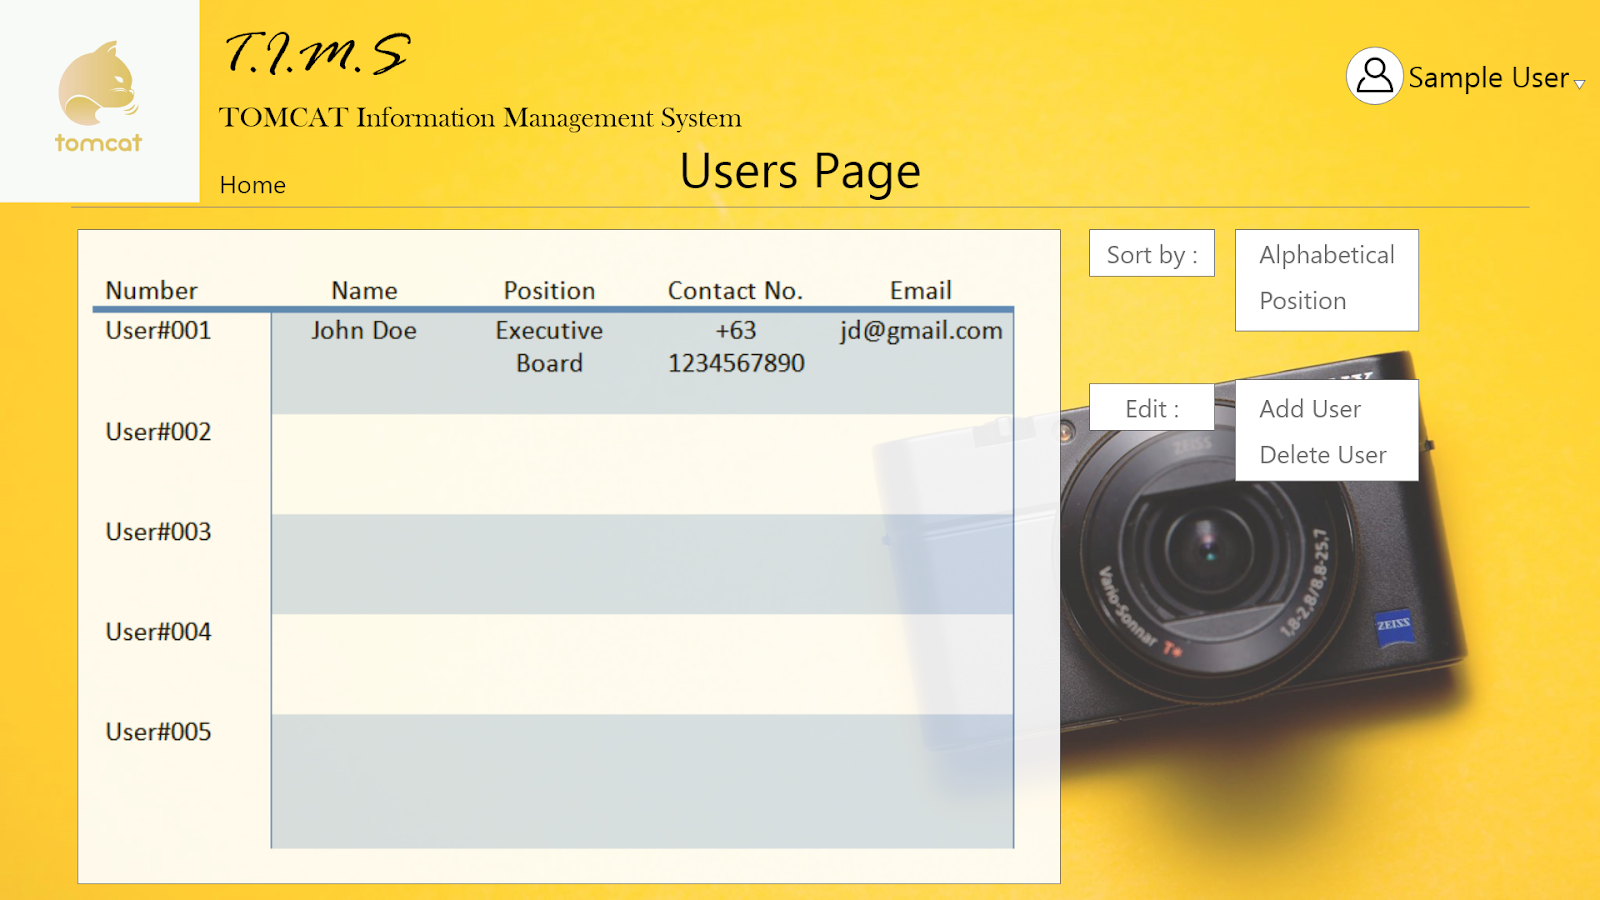 tomcat
T.I.M.S
TOMCAT Information Management System
Sample User
Home
Users Page
Number Name Position Contact No. Email
User#001 John Doe Executive Board +63 1234567890 jd@gmail.com
User#002
User#003
User#004
User#005
Sort by :
Alphabetical
Position
Edit :
Add User
Delete User
ZEISS
Vario-Sonnar T*
1,8-2,8/8,8-25,7
ZEISS